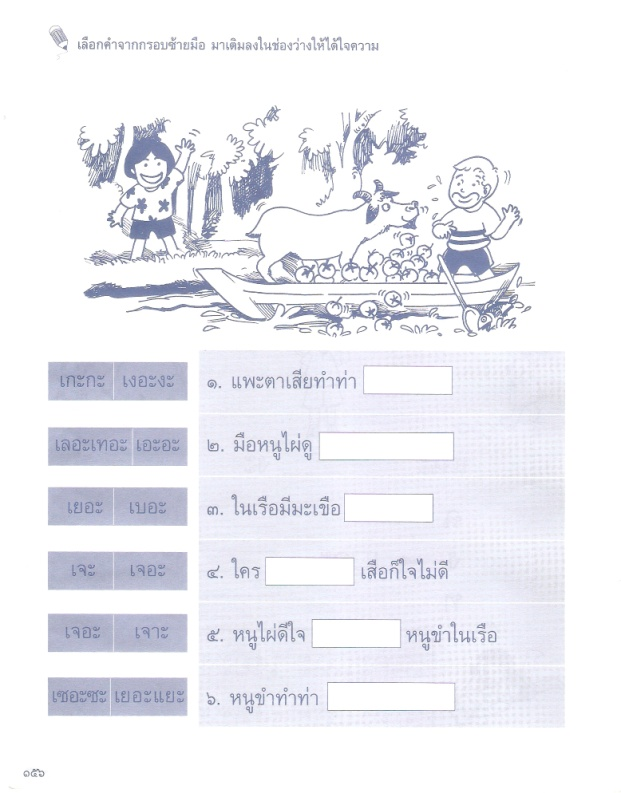 เลือกคำจากกรอบซ้ายมือ มาเติมลงในช่องว่างให้ได้ใจความ
เกะกะ เงอะงะ ๑. แพะตาเสียทำท่า
เลอะเทอะ เอะอะ ๒. มือหนูไผ่ดู
เยอะ เบอะ ๓. ในเรือมีมะเขือ
เจะ เจอะ ๔. ใคร เสือก็ใจไม่ดี
เจอะ เจาะ ๕. หนูไผ่ดีใจ หนูขำในเรือ
เซอะซะ เยอะแยะ ๖. หนูขำทำท่า
๑๕๖